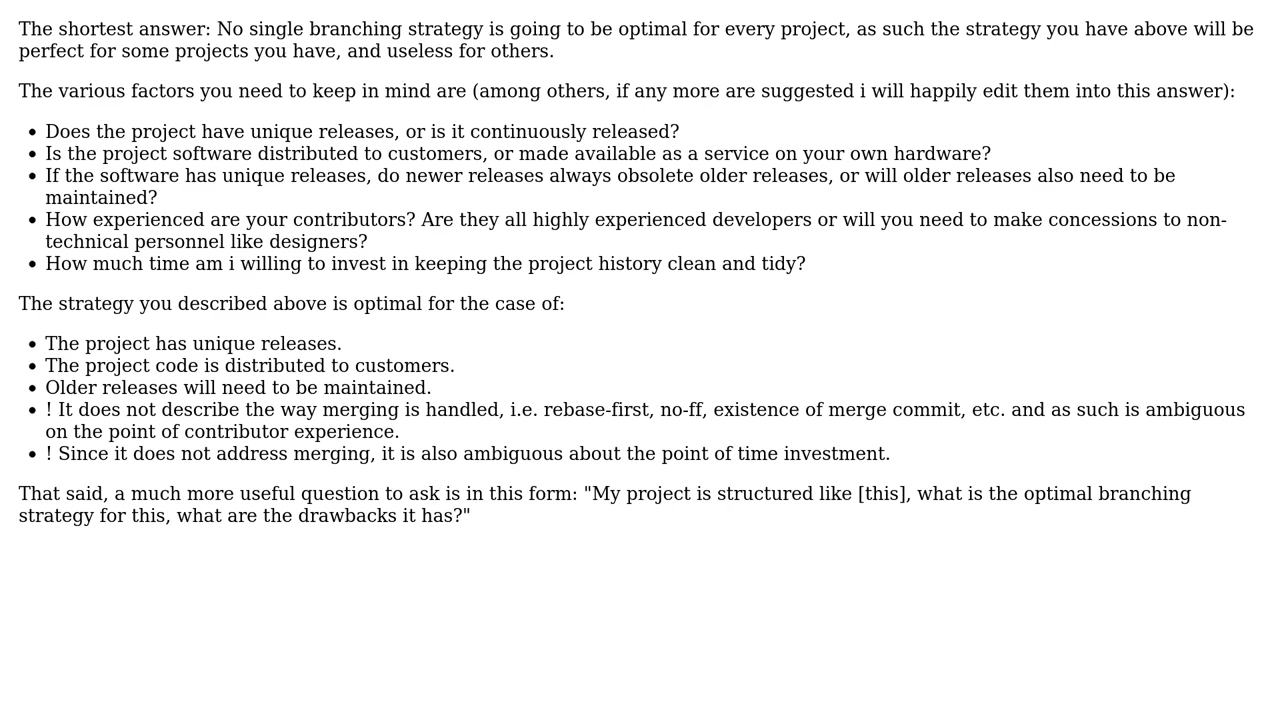 The shortest answer: No single branching strategy is going to be optimal for every project, as such the strategy you have above will be
perfect for some projects you have, and useless for others.
The various factors you need to keep in mind are (among others, if any more are suggested i will happily edit them into this answer):
• Does the project have unique releases, or is it continuously released?
• Is the project software distributed to customers, or made available as a service on your own hardware?
• If the software has unique releases, do newer releases always obsolete older releases, or will older releases also need to be
maintained?
• How experienced are your contributors? Are they all highly experienced developers or will you need to make concessions to non-
technical personnel like designers?
• How much time am i willing to invest in keeping the project history clean and tidy?
The strategy you described above is optimal for the case of:
• The project has unique releases.
• The project code is distributed to customers.
• Older releases will need to be maintained.
• ! It does not describe the way merging is handled, i.e. rebase-first, no-ff, existence of merge commit, etc. and as such is ambiguous
on the point of contributor experience.
• ! Since it does not address merging, it is also ambiguous about the point of time investment.
That said, a much more useful question to ask is in this form: "My project is structured like [this], what is the optimal branching
strategy for this, what are the drawbacks it has?"